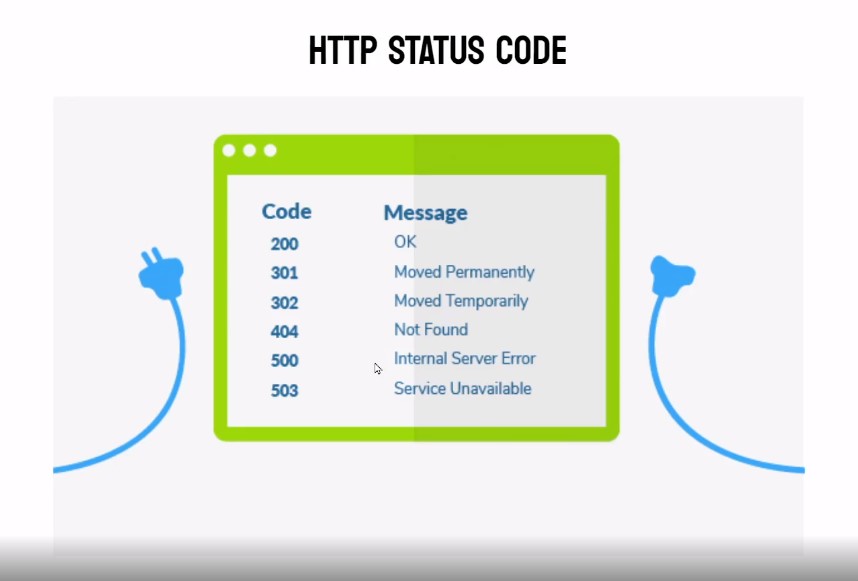 HTTP STATUS CODE
Code Message
200 OK
301 Moved Permanently
302 Moved Temporarily
404 Not Found
500 Internal Server Error
503 Service Unavailable